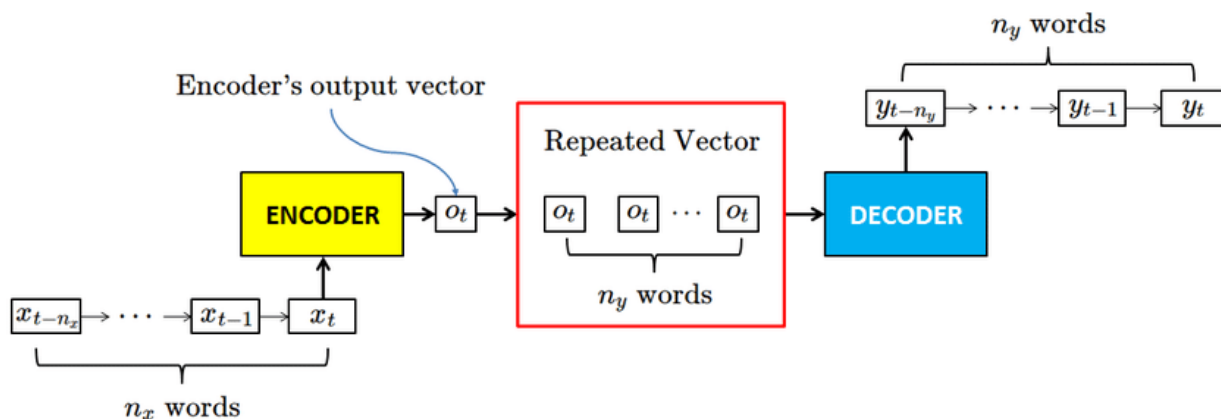 n_y words
Encoder's output vector
y_{t-n_y} → ··· → y_{t-1} → y_t
Repeated Vector
ENCODER
o_t
o_t o_t ··· o_t
DECODER
n_y words
x_{t-n_x} → ··· → x_{t-1} → x_t
n_x words